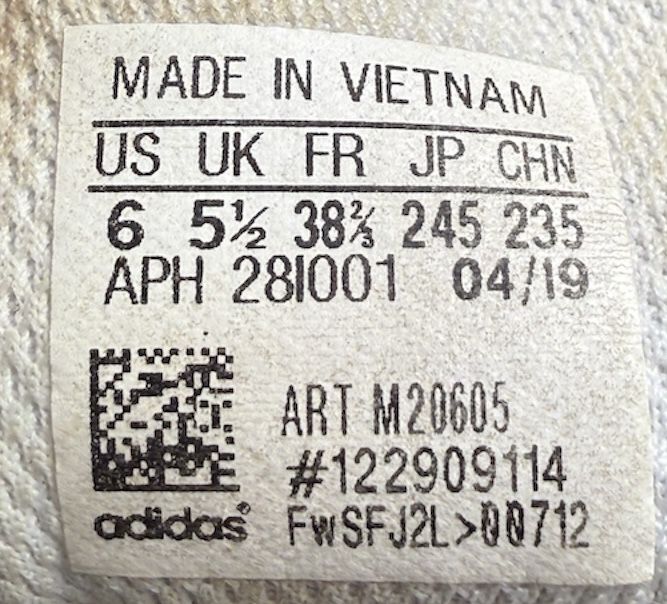 MADE IN VIETNAM
US UK FR JP CHN
6 5½ 38⅔ 245 235
APH 28I001 04/19
ART M20605
#122909114
adidas® FwSFJ2L>00712